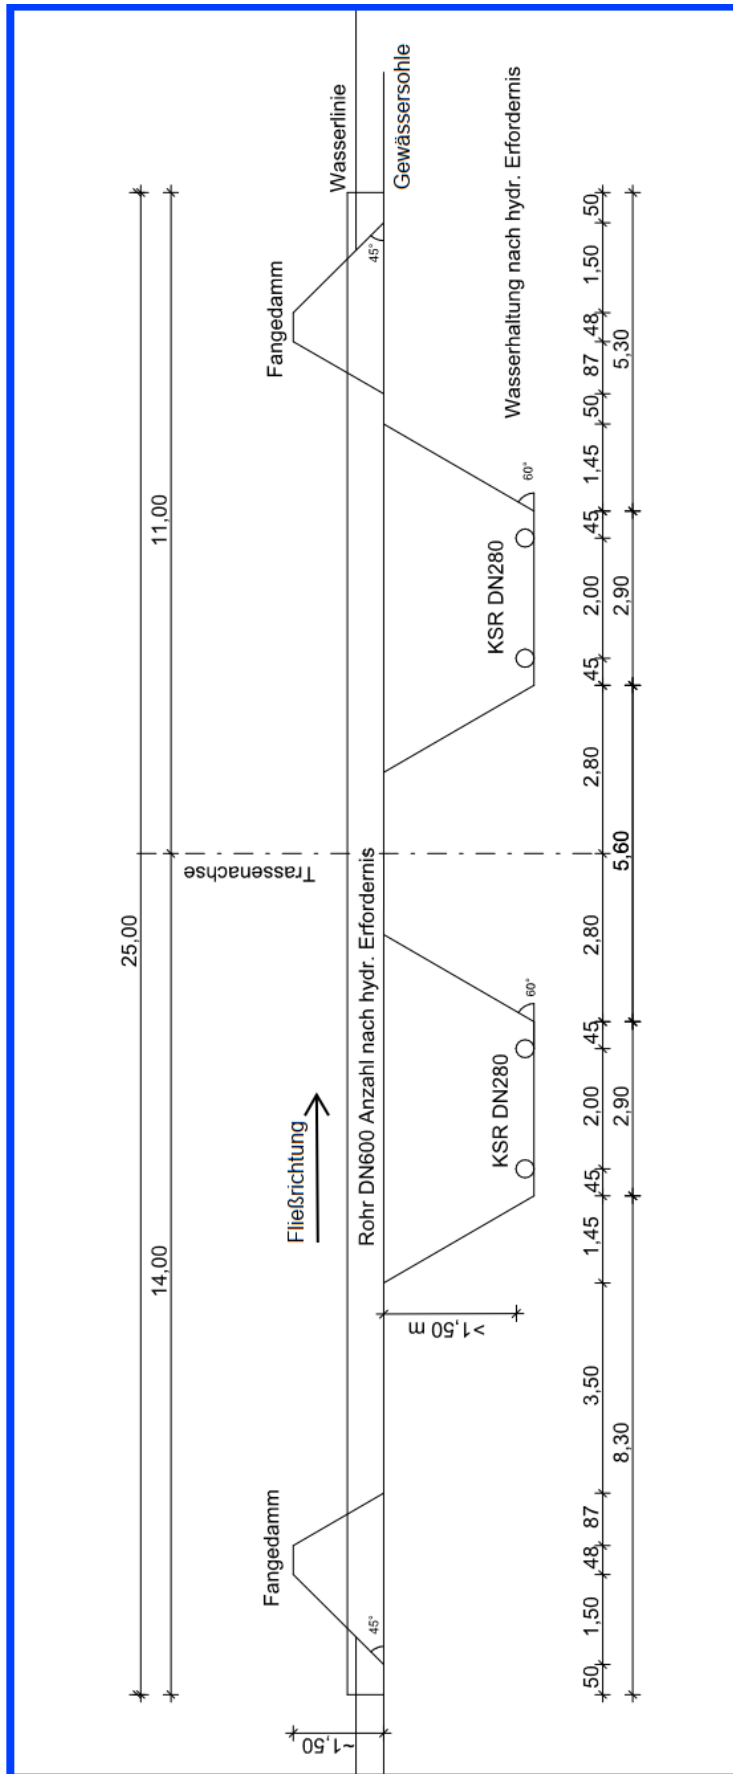 25,00
14,00
11,00
Trassenachse
Fangedamm
Fließrichtung
Fangedamm
~1,50
Wasserlinie
Rohr DN600 Anzahl nach hydr. Erfordernis
45°
45°
Gewässersohle
>1,50 m
KSR DN280
KSR DN280
60°
60°
Wasserhaltung nach hydr. Erfordernis
50 1,50 48 87 3,50 1,45 45 2,00 45 2,80 2,80 45 2,00 45 1,45 50 87 48 1,50 50
8,30 2,90 5,60 2,90 5,30